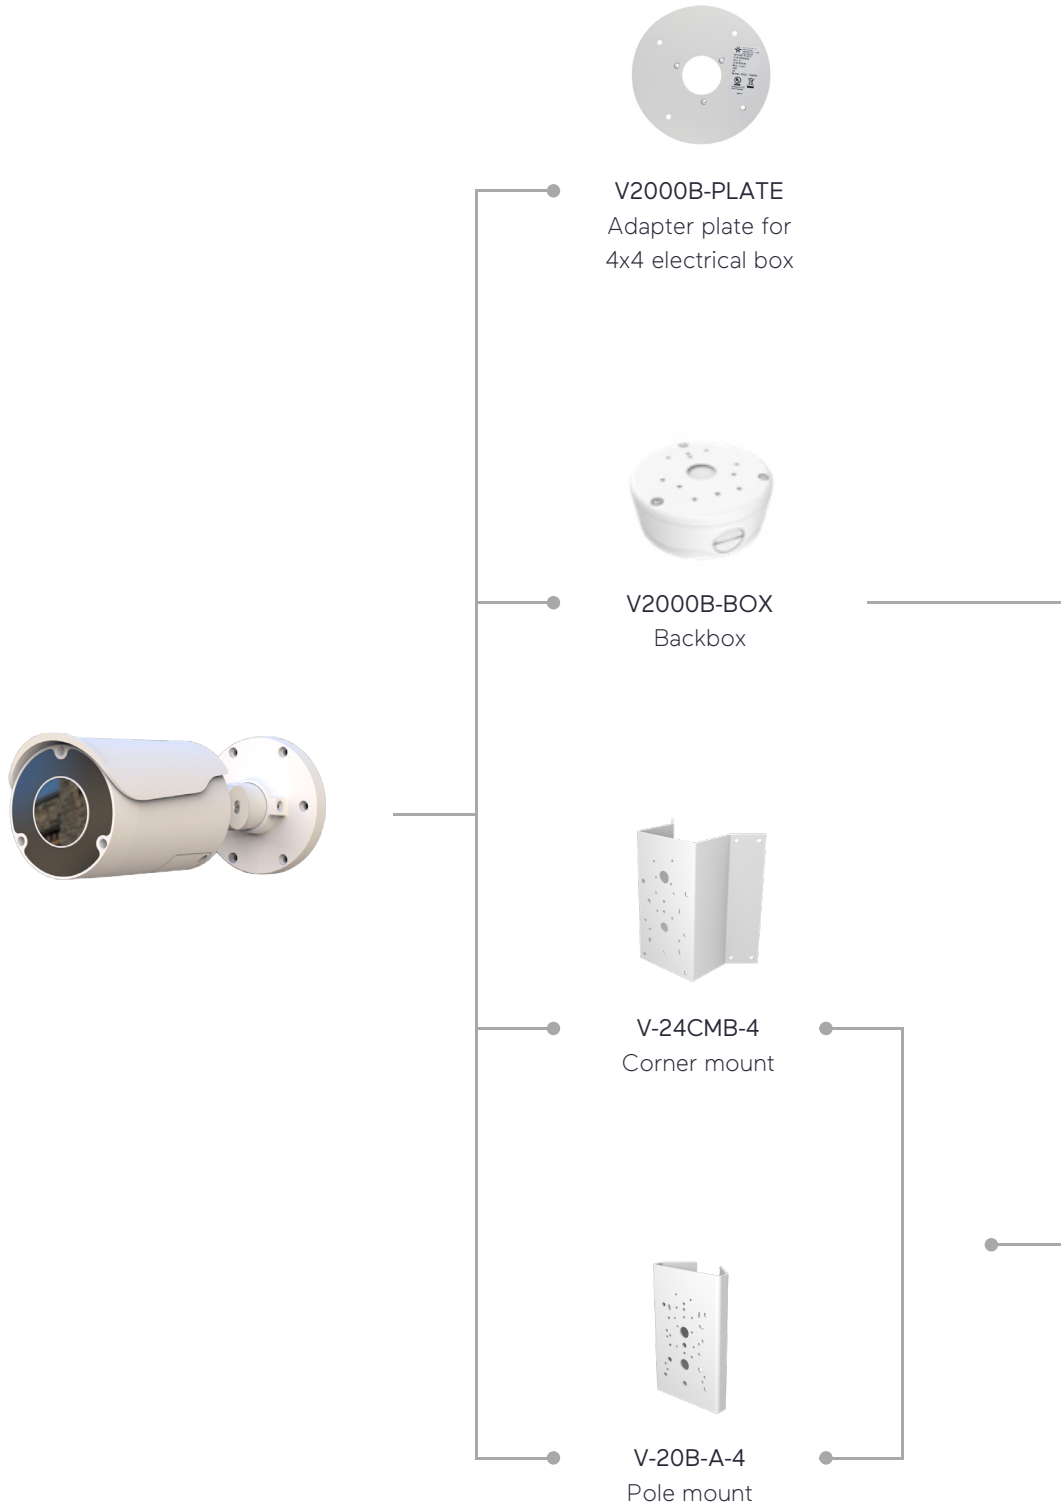 V2000B-PLATE
Adapter plate for
4x4 electrical box
V2000B-BOX
Backbox
V-24CMB-4
Corner mount
V-20B-A-4
Pole mount